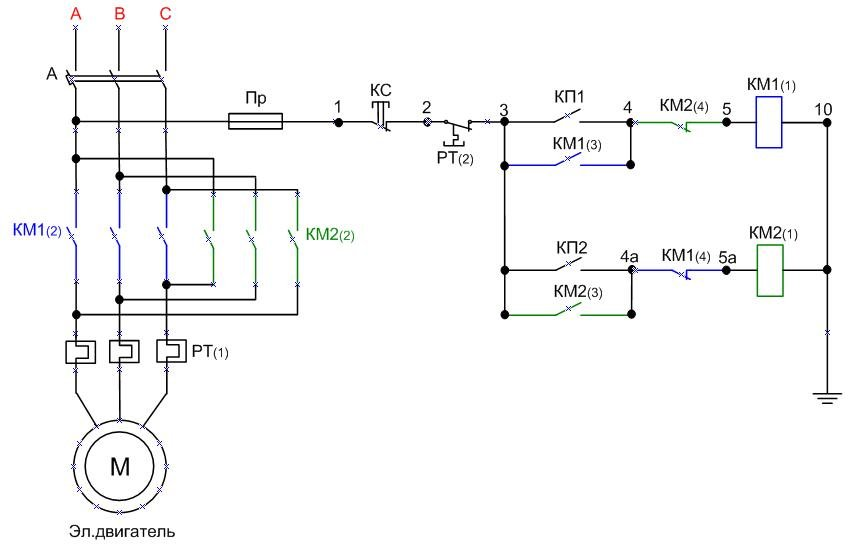 А В С
А
Пр
1
КС
2
РТ(2)
3
КП1
4
КМ2(4)
5
КМ1(1)
10
КМ1(3)
КМ1(2)
КМ2(2)
КП2
4а
КМ1(4)
5а
КМ2(1)
КМ2(3)
РТ(1)
М
Эл.двигатель